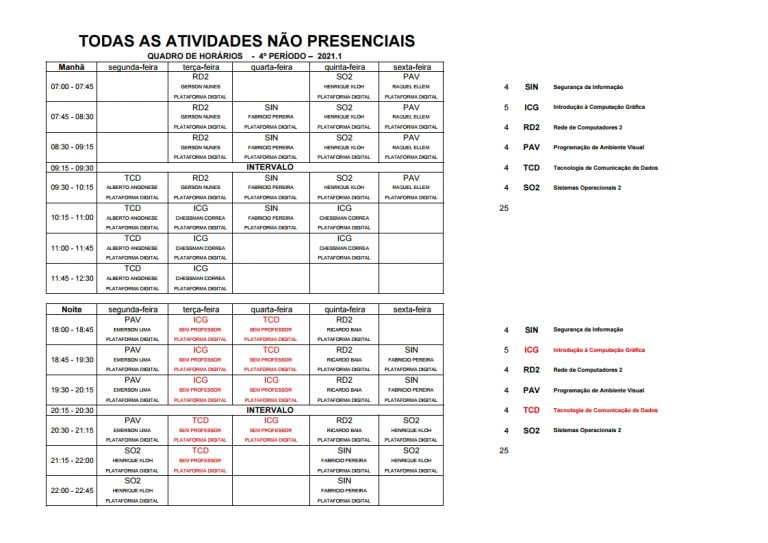 TODAS AS ATIVIDADES NÃO PRESENCIAIS
QUADRO DE HORÁRIOS - 4º PERÍODO – 2021.1
Manhã segunda-feira terça-feira quarta-feira quinta-feira sexta-feira
RD2 SO2 PAV
07:00 - 07:45 GERSON NUNES HENRIQUE KLOH RAQUEL ELLEM 4 SIN Segurança da Informação
PLATAFORMA DIGITAL PLATAFORMA DIGITAL PLATAFORMA DIGITAL
RD2 SIN SO2 PAV 5 ICG Introdução à Computação Gráfica
07:45 - 08:30 GERSON NUNES FABRICIO PEREIRA HENRIQUE KLOH RAQUEL ELLEM
PLATAFORMA DIGITAL PLATAFORMA DIGITAL PLATAFORMA DIGITAL PLATAFORMA DIGITAL 4 RD2 Rede de Computadores 2
RD2 SIN SO2 PAV
08:30 - 09:15 GERSON NUNES FABRICIO PEREIRA HENRIQUE KLOH RAQUEL ELLEM 4 PAV Programação de Ambiente Visual
PLATAFORMA DIGITAL PLATAFORMA DIGITAL PLATAFORMA DIGITAL PLATAFORMA DIGITAL
09:15 - 09:30 INTERVALO 4 TCD Tecnologia de Comunicação de Dados
TCD RD2 SIN SO2 PAV
09:30 - 10:15 ALBERTO ANGONESE GERSON NUNES FABRICIO PEREIRA HENRIQUE KLOH RAQUEL ELLEM 4 SO2 Sistemas Operacionais 2
PLATAFORMA DIGITAL PLATAFORMA DIGITAL PLATAFORMA DIGITAL PLATAFORMA DIGITAL PLATAFORMA DIGITAL
TCD ICG SIN ICG 25
10:15 - 11:00 ALBERTO ANGONESE CHESSMAN CORREA FABRICIO PEREIRA CHESSMAN CORREA
PLATAFORMA DIGITAL PLATAFORMA DIGITAL PLATAFORMA DIGITAL PLATAFORMA DIGITAL
TCD ICG ICG
11:00 - 11:45 ALBERTO ANGONESE CHESSMAN CORREA CHESSMAN CORREA
PLATAFORMA DIGITAL PLATAFORMA DIGITAL PLATAFORMA DIGITAL
TCD ICG
11:45 - 12:30 ALBERTO ANGONESE CHESSMAN CORREA
PLATAFORMA DIGITAL PLATAFORMA DIGITAL
Noite segunda-feira terça-feira quarta-feira quinta-feira sexta-feira
PAV ICG TCD RD2
18:00 - 18:45 EMERSON LIMA SEM PROFESSOR SEM PROFESSOR RICARDO BAIA 4 SIN Segurança da Informação
PLATAFORMA DIGITAL PLATAFORMA DIGITAL PLATAFORMA DIGITAL PLATAFORMA DIGITAL
PAV ICG TCD RD2 SIN 5 ICG Introdução à Computação Gráfica
18:45 - 19:30 EMERSON LIMA SEM PROFESSOR SEM PROFESSOR RICARDO BAIA FABRICIO PEREIRA
PLATAFORMA DIGITAL PLATAFORMA DIGITAL PLATAFORMA DIGITAL PLATAFORMA DIGITAL PLATAFORMA DIGITAL 4 RD2 Rede de Computadores 2
PAV ICG ICG RD2 SIN
19:30 - 20:15 EMERSON LIMA SEM PROFESSOR SEM PROFESSOR RICARDO BAIA FABRICIO PEREIRA 4 PAV Programação de Ambiente Visual
PLATAFORMA DIGITAL PLATAFORMA DIGITAL PLATAFORMA DIGITAL PLATAFORMA DIGITAL PLATAFORMA DIGITAL
20:15 - 20:30 INTERVALO 4 TCD Tecnologia de Comunicação de Dados
PAV TCD ICG RD2 SO2
20:30 - 21:15 EMERSON LIMA SEM PROFESSOR SEM PROFESSOR RICARDO BAIA HENRIQUE KLOH 4 SO2 Sistemas Operacionais 2
PLATAFORMA DIGITAL PLATAFORMA DIGITAL PLATAFORMA DIGITAL PLATAFORMA DIGITAL PLATAFORMA DIGITAL
SO2 TCD SIN SO2 25
21:15 - 22:00 HENRIQUE KLOH SEM PROFESSOR FABRICIO PEREIRA HENRIQUE KLOH
PLATAFORMA DIGITAL PLATAFORMA DIGITAL PLATAFORMA DIGITAL PLATAFORMA DIGITAL
SO2 SIN
22:00 - 22:45 HENRIQUE KLOH FABRICIO PEREIRA
PLATAFORMA DIGITAL PLATAFORMA DIGITAL